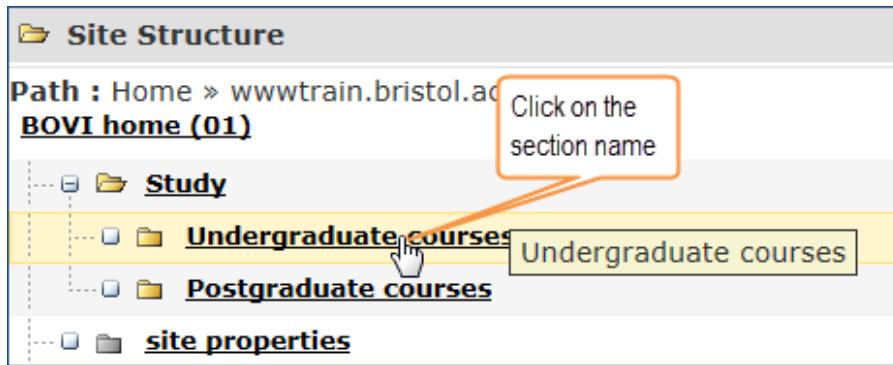 Site Structure
Path : Home » wwwtrain.bristol.ac
Click on the
section name
BOVI home (01)
Study
Undergraduate courses
Undergraduate courses
Postgraduate courses
site properties